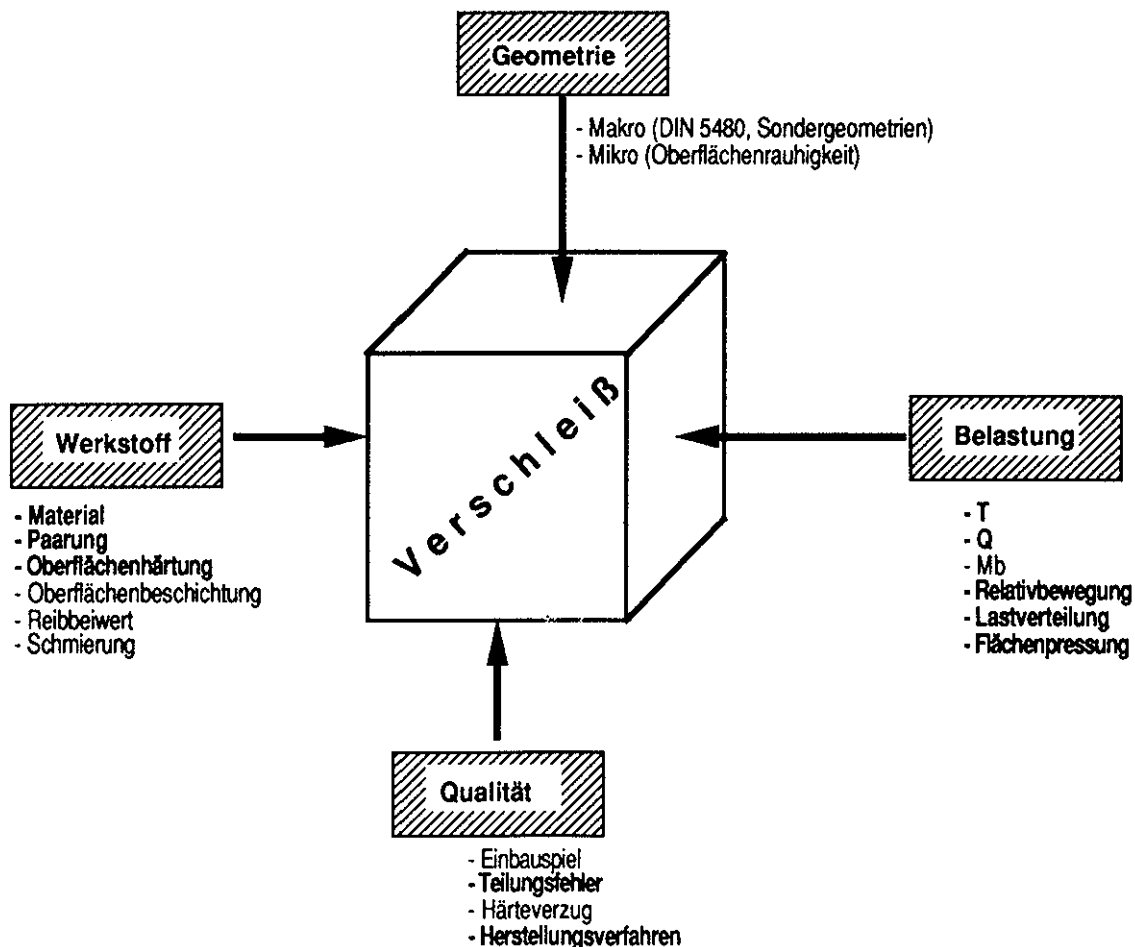 Geometrie
- Makro (DIN 5480, Sondergeometrien)
- Mikro (Oberflächenrauhigkeit)
Verschleiß
Werkstoff
- Material
- Paarung
- Oberflächenhärtung
- Oberflächenbeschichtung
- Reibbeiwert
- Schmierung
Belastung
- T
- Q
- Mb
- Relativbewegung
- Lastverteilung
- Flächenpressung
Qualität
- Einbauspiel
- Teilungsfehler
- Härteverzug
- Herstellungsverfahren